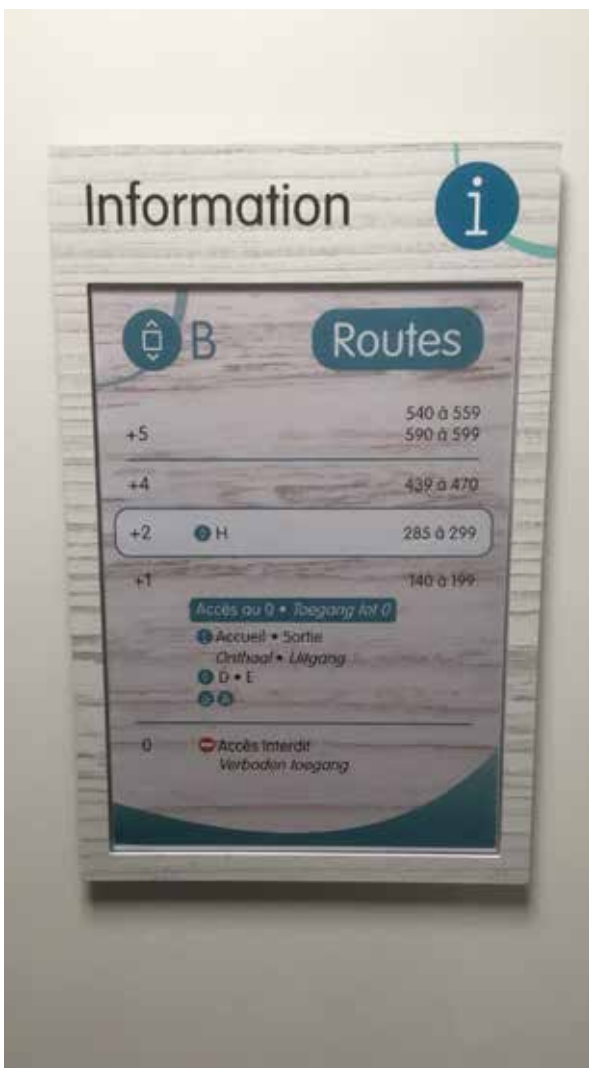 Information
i
B
Routes
540 à 559
+5 590 à 599
+4 439 à 470
+2 H 285 à 299
+1 140 à 199
Accès au 0 • Toegang tot 0
i Accueil • Sortie
Onthaal • Uitgang
D • E
0 Accès Interdit
Verboden toegang